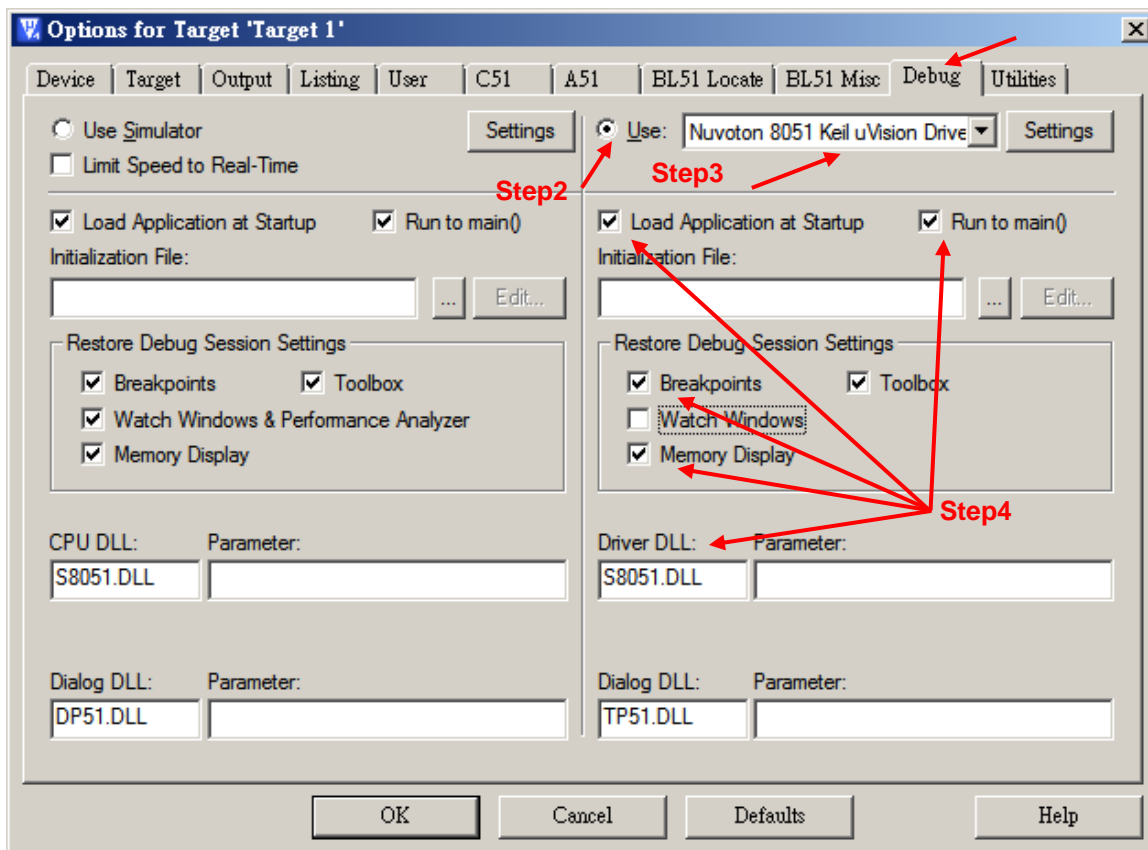 Options for Target 'Target 1'
Device Target Output Listing User C51 A51 BL51 Locate BL51 Misc Debug Utilities
Use Simulator Settings Use: Nuvoton 8051 Keil uVision Drive Settings
Limit Speed to Real-Time
Step2 Step3
Load Application at Startup Run to main() Load Application at Startup Run to main()
Initialization File: Initialization File:
... Edit... ... Edit...
Restore Debug Session Settings Restore Debug Session Settings
Breakpoints Toolbox Breakpoints Toolbox
Watch Windows & Performance Analyzer Watch Windows
Memory Display Memory Display
Step4
CPU DLL: Parameter: Driver DLL: Parameter:
S8051.DLL S8051.DLL
Dialog DLL: Parameter: Dialog DLL: Parameter:
DP51.DLL TP51.DLL
OK Cancel Defaults Help